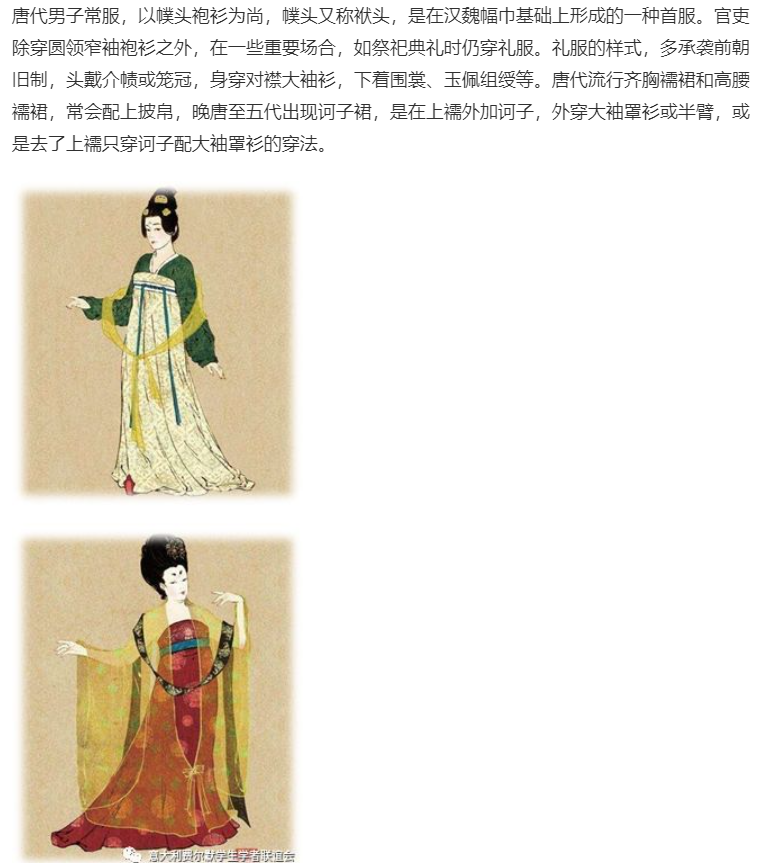 唐代男子常服，以幞头袍衫为尚，幞头又称袱头，是在汉魏幅巾基础上形成的一种首服。官吏
除穿圆领窄袖袍衫之外，在一些重要场合，如祭祀典礼时仍穿礼服。礼服的样式，多承袭前朝
旧制，头戴介帻或笼冠，身穿对襟大袖衫，下着围裳、玉佩组绶等。唐代流行齐胸襦裙和高腰
襦裙，常会配上披帛，晚唐至五代出现诃子裙，是在上襦外加诃子，外穿大袖罩衫或半臂，或
是去了上襦只穿诃子配大袖罩衫的穿法。
意大利费尔默学生学者联谊会